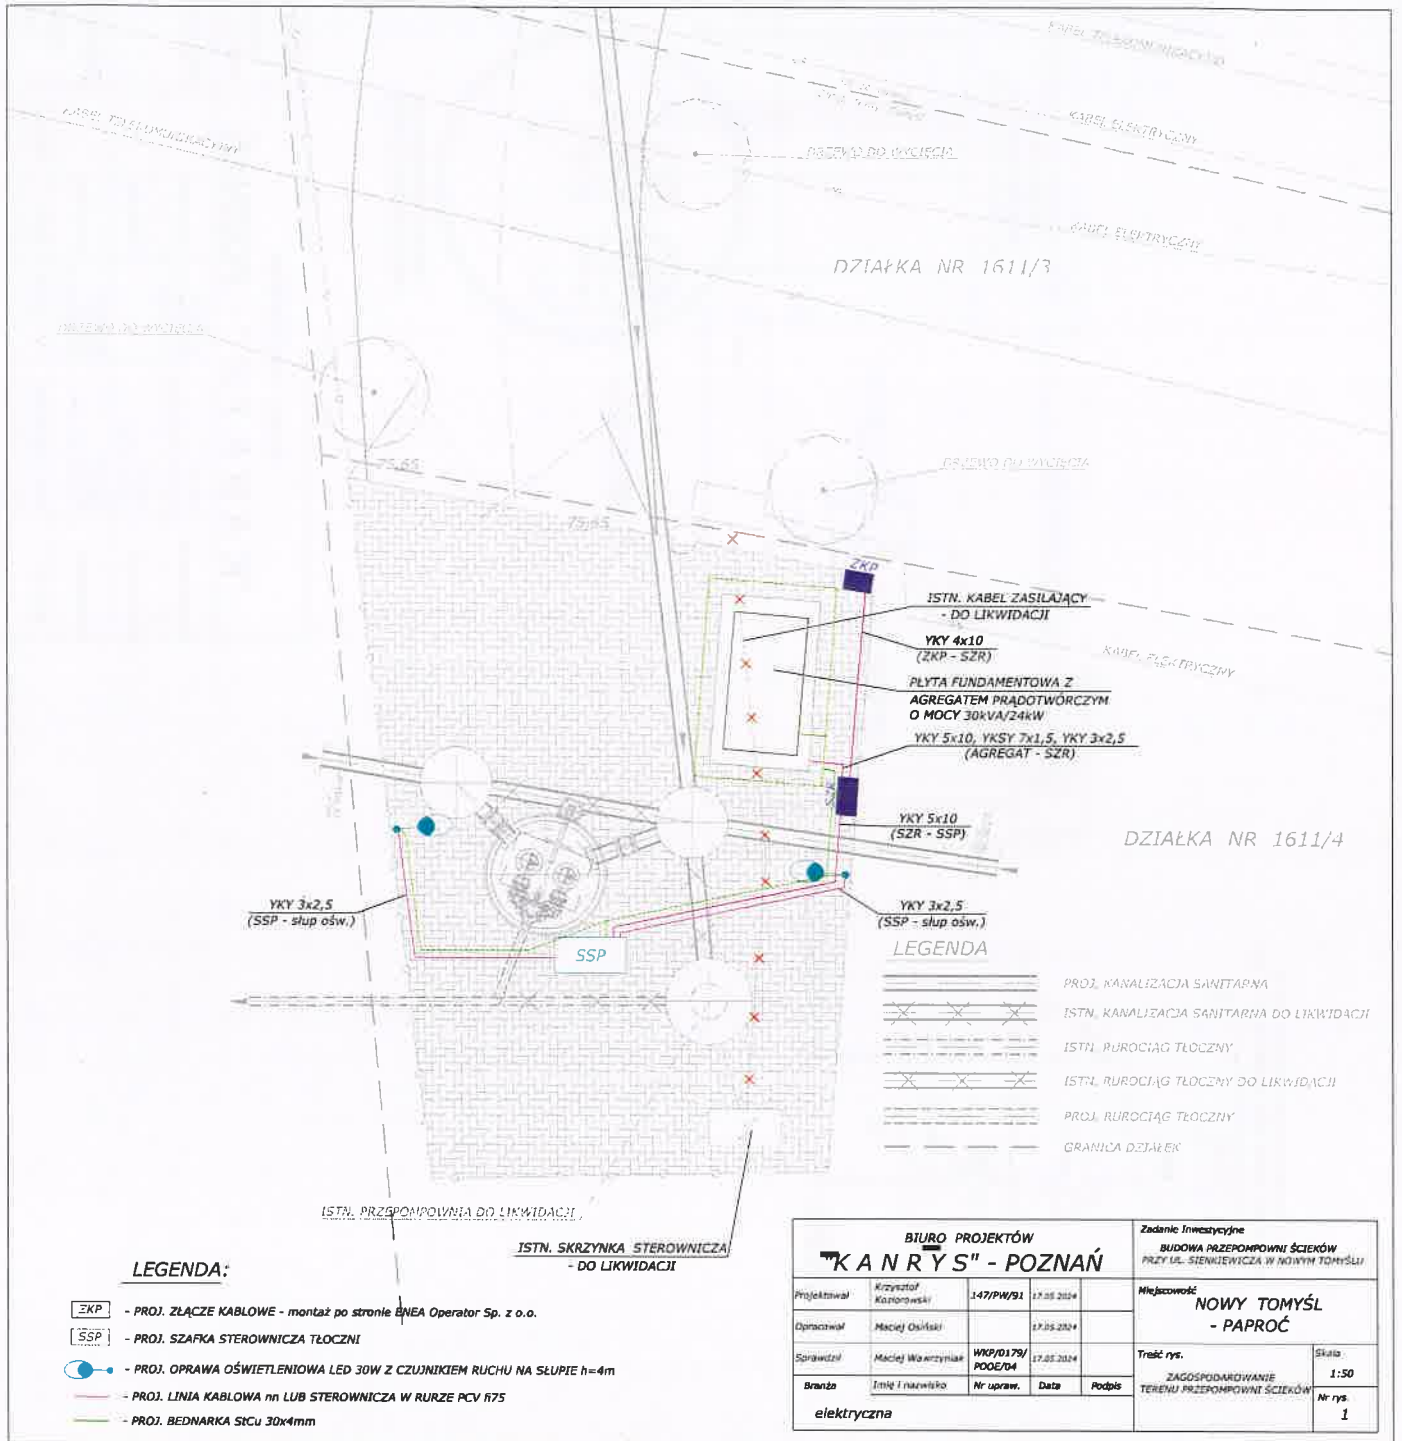 KABEL TELEKOMUNIKACYJNY
KABEL TELEKOMUNIKACYJNY
KABEL ELEKTRYCZNY
DRZEWO DO WYCIĘCIA
KABEL ELEKTRYCZNY
DZIAŁKA NR 1611/3
DRZEWO DO WYCIĘCIA
75,65
DRZEWO DO WYCIĘCIA
75,65
ZKP
ISTN. KABEL ZASILAJĄCY
- DO LIKWIDACJI
YKY 4x10
(ZKP - SZR)
KABEL ELEKTRYCZNY
PŁYTA FUNDAMENTOWA Z
AGREGATEM PRĄDOTWÓRCZYM
O MOCY 30kVA/24kW
YKY 5x10, YKSY 7x1,5, YKY 3x2,5
(AGREGAT - SZR)
SZR
YKY 5x10
(SZR - SSP)
DZIAŁKA NR 1611/4
YKY 3x2,5
(SSP - słup ośw.)
YKY 3x2,5
(SSP - słup ośw.)
SSP
LEGENDA
PROJ. KANALIZACJA SANITARNA
ISTN. KANALIZACJA SANITARNA DO LIKWIDACJI
ISTN. RUROCIĄG TŁOCZNY
ISTN. RUROCIĄG TŁOCZNY DO LIKWIDACJI
PROJ. RUROCIĄG TŁOCZNY
GRANICA DZIAŁEK
ISTN. PRZEPOMPOWNIA DO LIKWIDACJI
ISTN. SKRZYNKA STEROWNICZA
- DO LIKWIDACJI
LEGENDA:
ZKP - PROJ. ZŁĄCZE KABLOWE - montaż po stronie ENEA Operator Sp. z o.o.
SSP - PROJ. SZAFKA STEROWNICZA TŁOCZNI
- PROJ. OPRAWA OŚWIETLENIOWA LED 30W Z CZUJNIKIEM RUCHU NA SŁUPIE h=4m
- PROJ. LINIA KABLOWA nn LUB STEROWNICZA W RURZE PCV fi75
- PROJ. BEDNARKA StCu 30x4mm
BIURO PROJEKTÓW
"K A N R Y S" - POZNAŃ
Zadanie Inwestycyjne
BUDOWA PRZEPOMPOWNI ŚCIEKÓW
PRZY UL. SIENKIEWICZA W NOWYM TOMYŚLU
Projektował Krzysztof Koziorowski 147/PW/91 17.05.2024
Miejscowość
NOWY TOMYŚL
- PAPROĆ
Opracował Maciej Osiński 17.05.2024
Sprawdził Maciej Wawrzyniak WKP/0179/POOE/04 17.05.2024
Treść rys.
ZAGOSPODAROWANIE
TERENU PRZEPOMPOWNI ŚCIEKÓW
Skala
1:50
Branża Imię i nazwisko Nr upraw. Data Podpis
elektryczna
Nr rys.
1